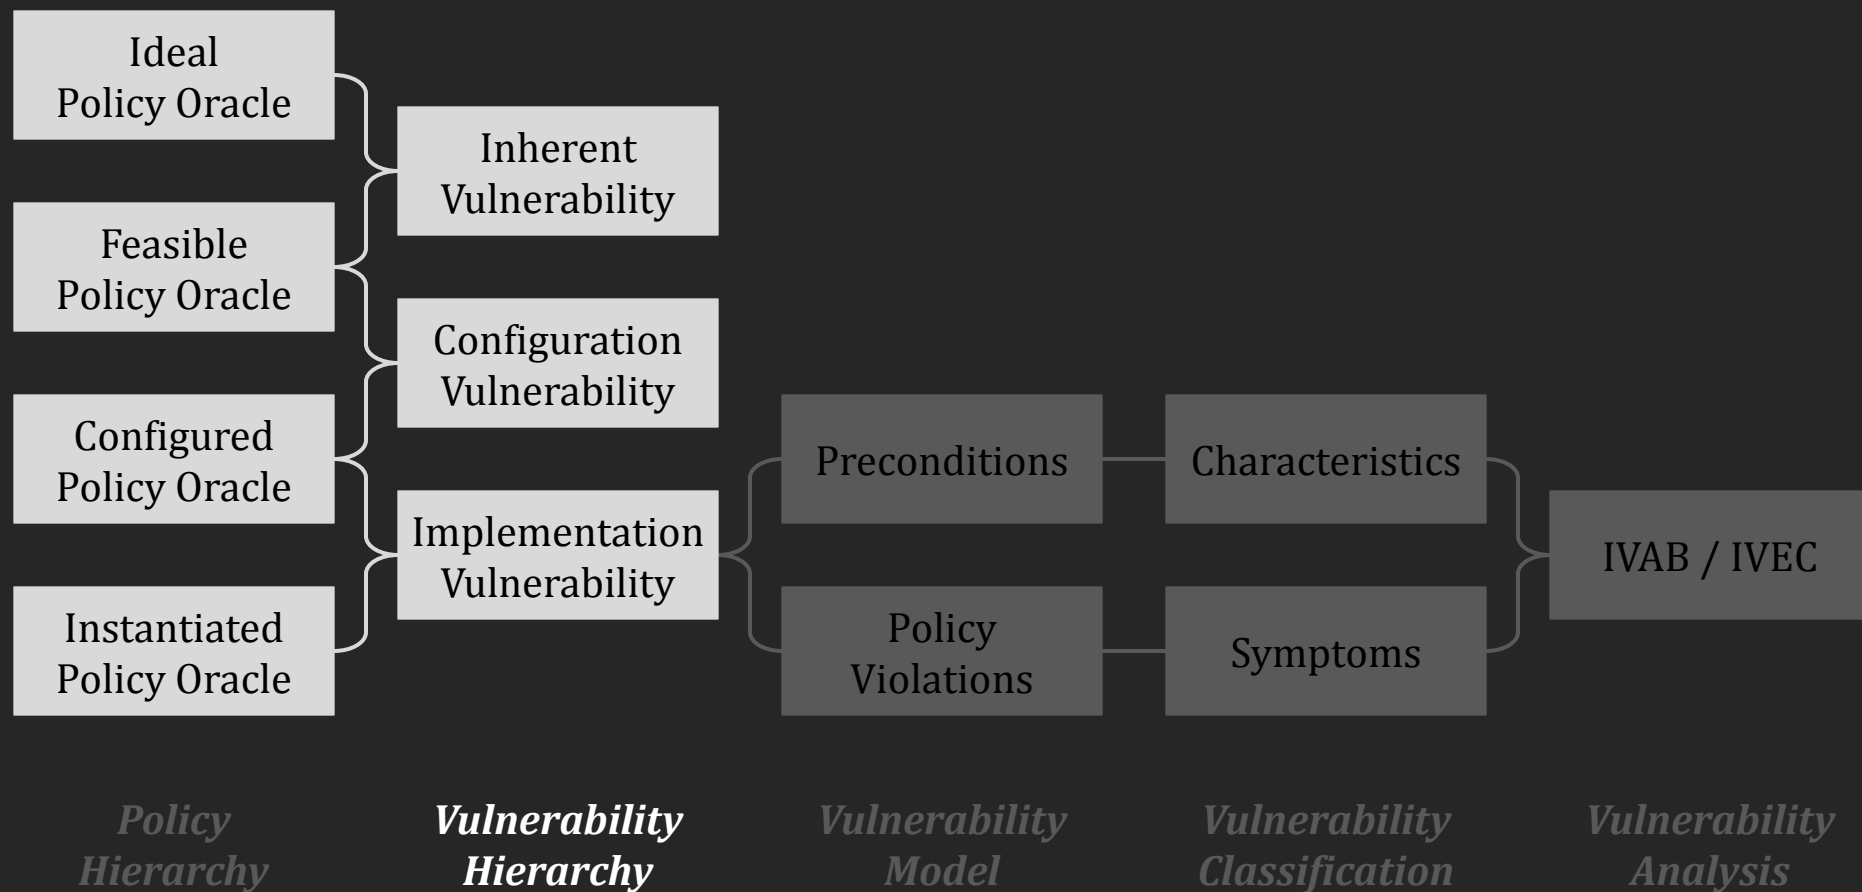 Ideal
Policy Oracle
Feasible
Policy Oracle
Configured
Policy Oracle
Instantiated
Policy Oracle
Inherent
Vulnerability
Configuration
Vulnerability
Implementation
Vulnerability
Preconditions
Policy
Violations
Characteristics
Symptoms
IVAB / IVEC
Policy
Hierarchy
Vulnerability
Hierarchy
Vulnerability
Model
Vulnerability
Classification
Vulnerability
Analysis